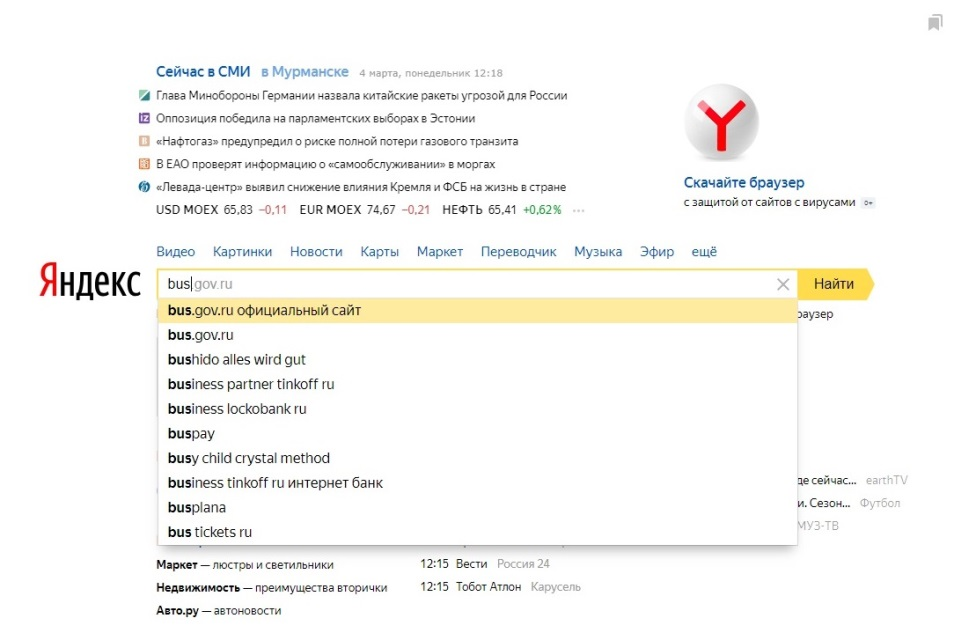 Сейчас в СМИ в Мурманске 4 марта, понедельник 12:18
Глава Минобороны Германии назвала китайские ракеты угрозой для России
Оппозиция победила на парламентских выборах в Эстонии
«Нафтогаз» предупредил о риске полной потери газового транзита
В ЕАО проверят информацию о «самообслуживании» в моргах
«Левада-центр» выявил снижение влияния Кремля и ФСБ на жизнь в стране
USD MOEX 65,83 −0,11 EUR MOEX 74,67 −0,21 НЕФТЬ 65,41 +0,62% ···
Скачайте браузер
с защитой от сайтов с вирусами 0+
Видео Картинки Новости Карты Маркет Переводчик Музыка Эфир ещё
Яндекс
bus.gov.ru
Найти
bus.gov.ru официальный сайт
раузер
bus.gov.ru
bushido alles wird gut
business partner tinkoff ru
business lockobank ru
buspay
busy child crystal method
business tinkoff ru интернет банк
де сейчас... earthTV
busplana
и. Сезон... Футбол
bus tickets ru
МУЗ-ТВ
Маркет — люстры и светильники
12:15 Вести Россия 24
Недвижимость — преимущества вторички
12:15 Тобот Атлон Карусель
Авто.ру — автоновости